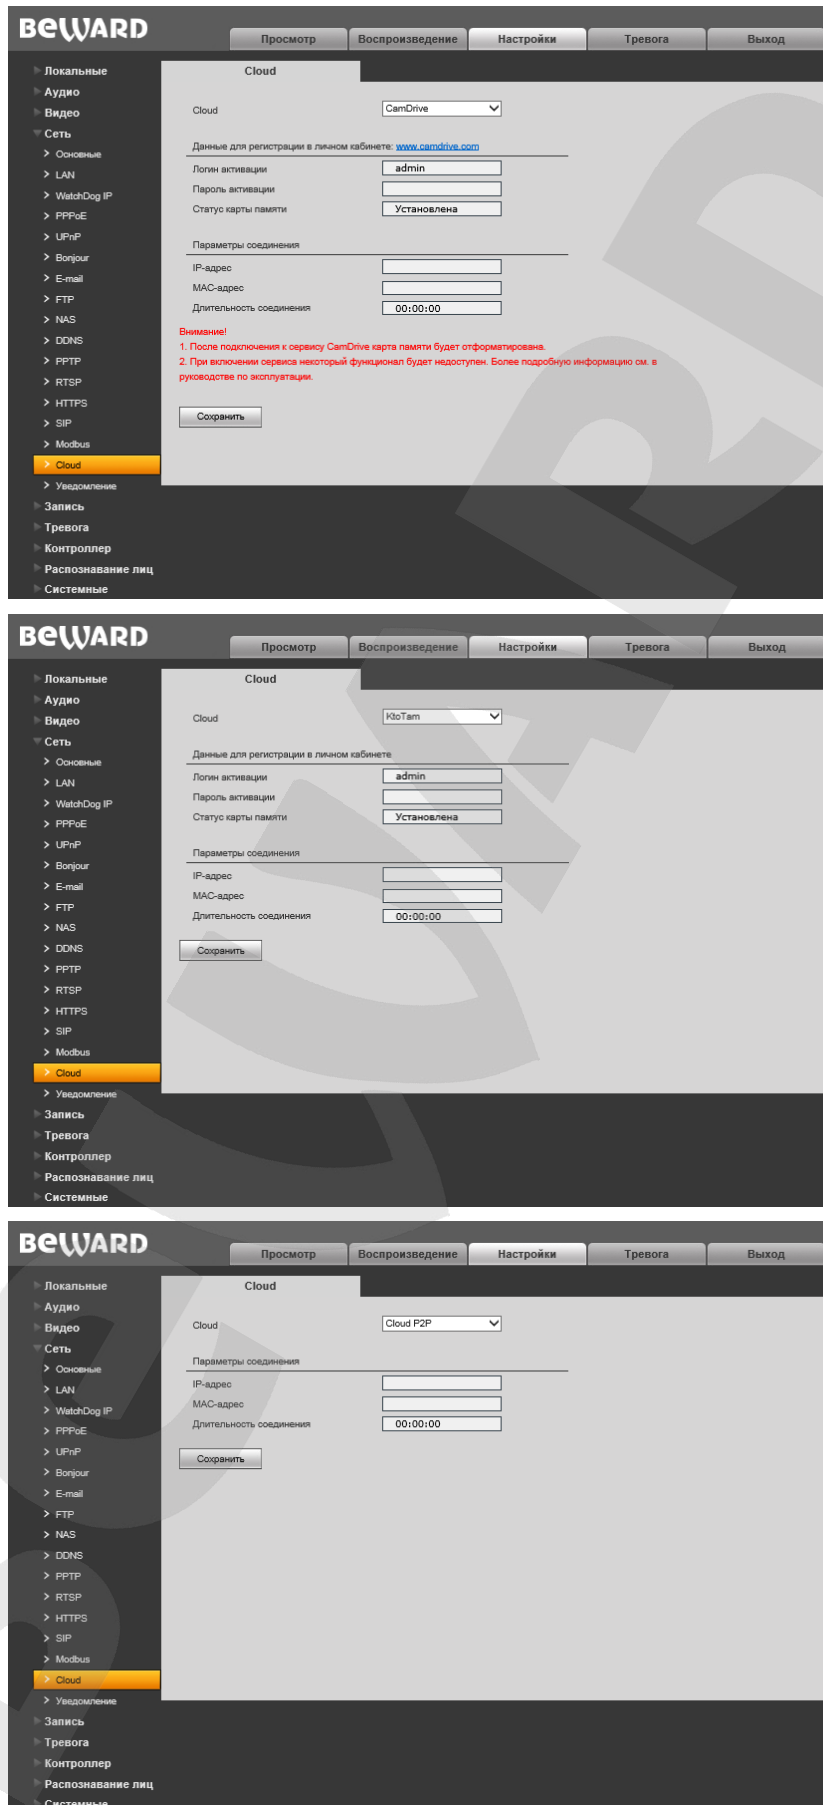 BEWARD
Просмотр Воспроизведение Настройки Тревога Выход
Локальные
Аудио
Видео
Сеть
Основные
LAN
WatchDog IP
PPPoE
UPnP
Bonjour
E-mail
FTP
NAS
DDNS
PPTP
RTSP
HTTPS
SIP
Modbus
Cloud
Уведомление
Запись
Тревога
Контроллер
Распознавание лиц
Системные
Cloud
Cloud CamDrive
Данные для регистрации в личном кабинете: www.camdrive.com
Логин активации admin
Пароль активации
Статус карты памяти Установлена
Параметры соединения
IP-адрес
MAC-адрес
Длительность соединения 00:00:00
Внимание!
1. После подключения к сервису CamDrive карта памяти будет отформатирована.
2. При включении сервиса некоторый функционал будет недоступен. Более подробную информацию см. в
руководстве по эксплуатации.
Сохранить
BEWARD
Просмотр Воспроизведение Настройки Тревога Выход
Локальные
Аудио
Видео
Сеть
Основные
LAN
WatchDog IP
PPPoE
UPnP
Bonjour
E-mail
FTP
NAS
DDNS
PPTP
RTSP
HTTPS
SIP
Modbus
Cloud
Уведомление
Запись
Тревога
Контроллер
Распознавание лиц
Системные
Cloud
Cloud KtoTam
Данные для регистрации в личном кабинете
Логин активации admin
Пароль активации
Статус карты памяти Установлена
Параметры соединения
IP-адрес
MAC-адрес
Длительность соединения 00:00:00
Сохранить
BEWARD
Просмотр Воспроизведение Настройки Тревога Выход
Локальные
Аудио
Видео
Сеть
Основные
LAN
WatchDog IP
PPPoE
UPnP
Bonjour
E-mail
FTP
NAS
DDNS
PPTP
RTSP
HTTPS
SIP
Modbus
Cloud
Уведомление
Запись
Тревога
Контроллер
Распознавание лиц
Системные
Cloud
Cloud Cloud P2P
Параметры соединения
IP-адрес
MAC-адрес
Длительность соединения 00:00:00
Сохранить